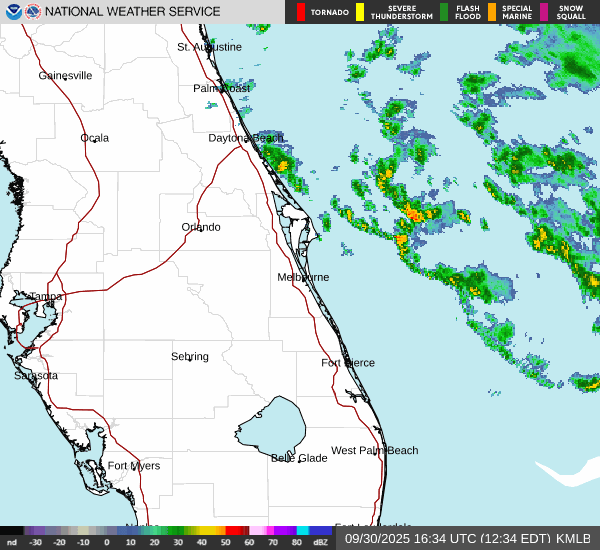 NATIONAL WEATHER SERVICE
TORNADO
SEVERE THUNDERSTORM
FLASH FLOOD
SPECIAL MARINE
SNOW SQUALL
St. Augustine
Gainesville
Palm Coast
Ocala
Daytona Beach
Orlando
Melbourne
Tampa
Sebring
Fort Pierce
Sarasota
West Palm Beach
Belle Glade
Fort Myers
nd -30 -20 -10 0 10 20 30 40 50 60 70 80 dBZ
09/30/2025 16:34 UTC (12:34 EDT) KMLB